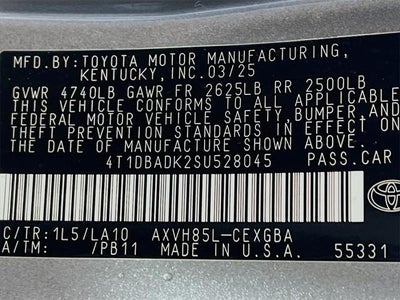 MFD.BY:TOYOTA MOTOR MANUFACTURING,
KENTUCKY, INC.03/25
GVWR 4740LB GAWR FR 2625LB RR 2500LB
THIS VEHICLE CONFORMS TO ALL APPLICABLE
FEDERAL MOTOR VEHICLE SAFETY, BUMPER, AND
THEFT PREVENTION STANDARDS IN EFFECT ON
THE DATE OF MANUFACTURE SHOWN ABOVE.
4T1DBADK2SU528045 PASS.CAR
TOYOTA
C/TR:1L5/LA10 AXVH85L-CEXGBA
A/TM: /PB11 MADE IN U.S.A. 55331